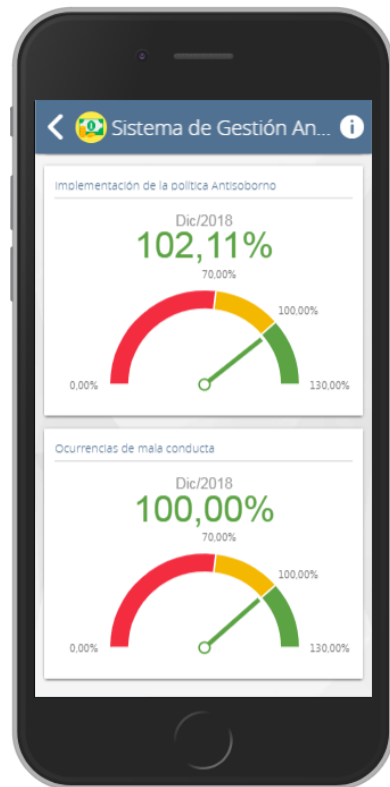 Sistema de Gestión An...
Implementación de la política Antisoborno
Dic/2018
102,11%
70,00%
100,00%
0,00%
130,00%
Ocurrencias de mala conducta
Dic/2018
100,00%
70,00%
100,00%
0,00%
130,00%